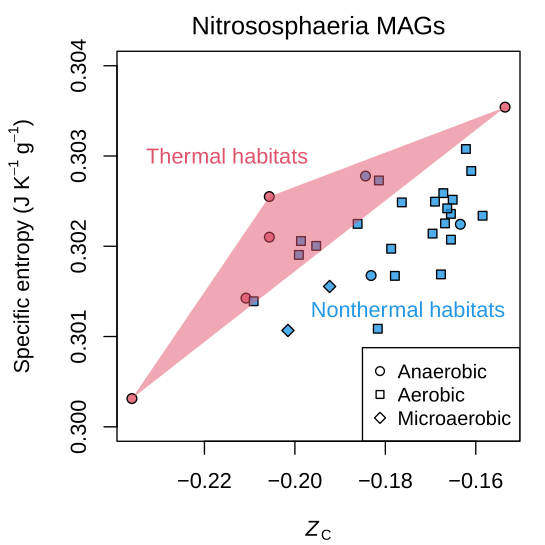 Nitrososphaeria MAGs
Specific entropy (J K⁻¹ g⁻¹)
0.304
0.303
0.302
0.301
0.300
Thermal habitats
Nonthermal habitats
Anaerobic
Aerobic
Microaerobic
−0.22
−0.20
−0.18
−0.16
Z_C